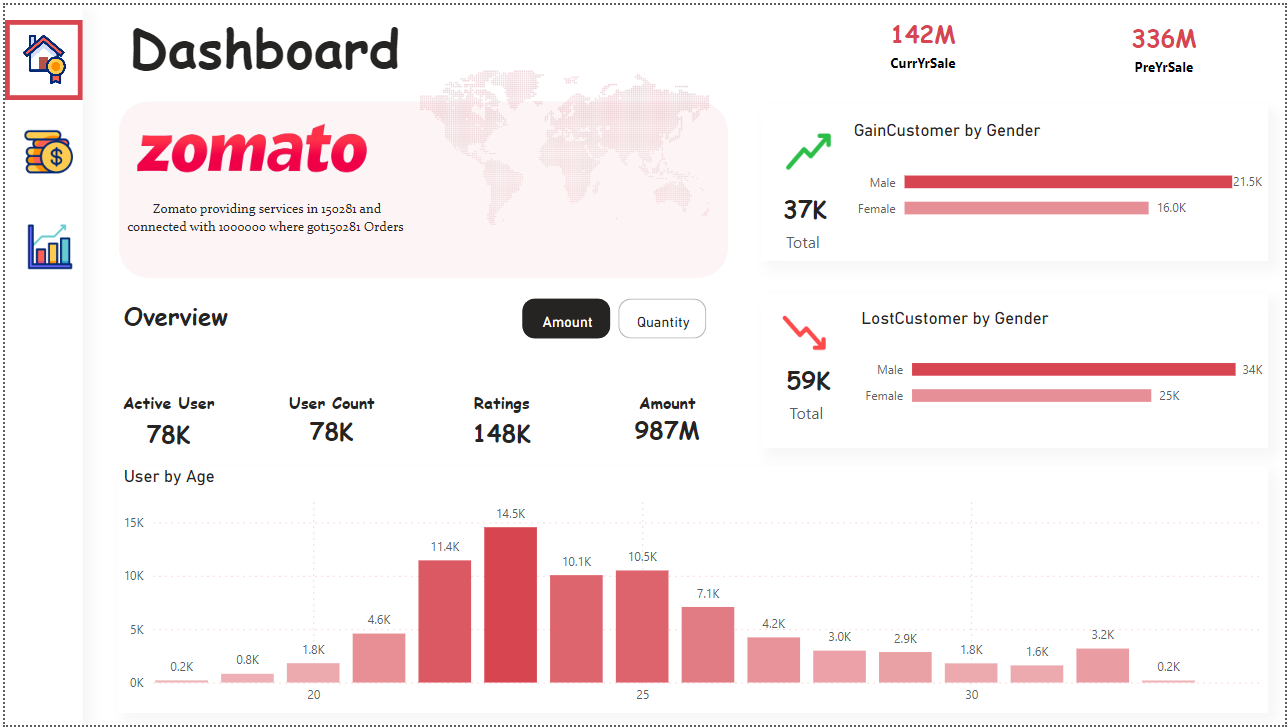 Dashboard
142M
CurrYrSale
336M
PreYrSale
zomato
Zomato providing services in 150281 and
connected with 1000000 where got150281 Orders
GainCustomer by Gender
37K
Total
Male 21.5K
Female 16.0K
Overview
Amount
Quantity
LostCustomer by Gender
59K
Total
Male 34K
Female 25K
Active User
78K
User Count
78K
Ratings
148K
Amount
987M
User by Age
15K
10K
5K
0K
0.2K
0.8K
1.8K
4.6K
11.4K
14.5K
10.1K
10.5K
7.1K
4.2K
3.0K
2.9K
1.8K
1.6K
3.2K
0.2K
20
25
30